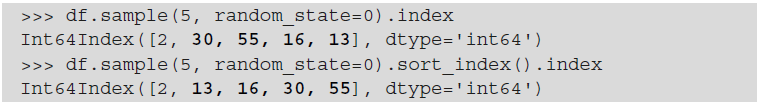 >>> df.sample(5, random_state=0).index
Int64Index([2, 30, 55, 16, 13], dtype='int64')
>>> df.sample(5, random_state=0).sort_index().index
Int64Index([2, 13, 16, 30, 55], dtype='int64')